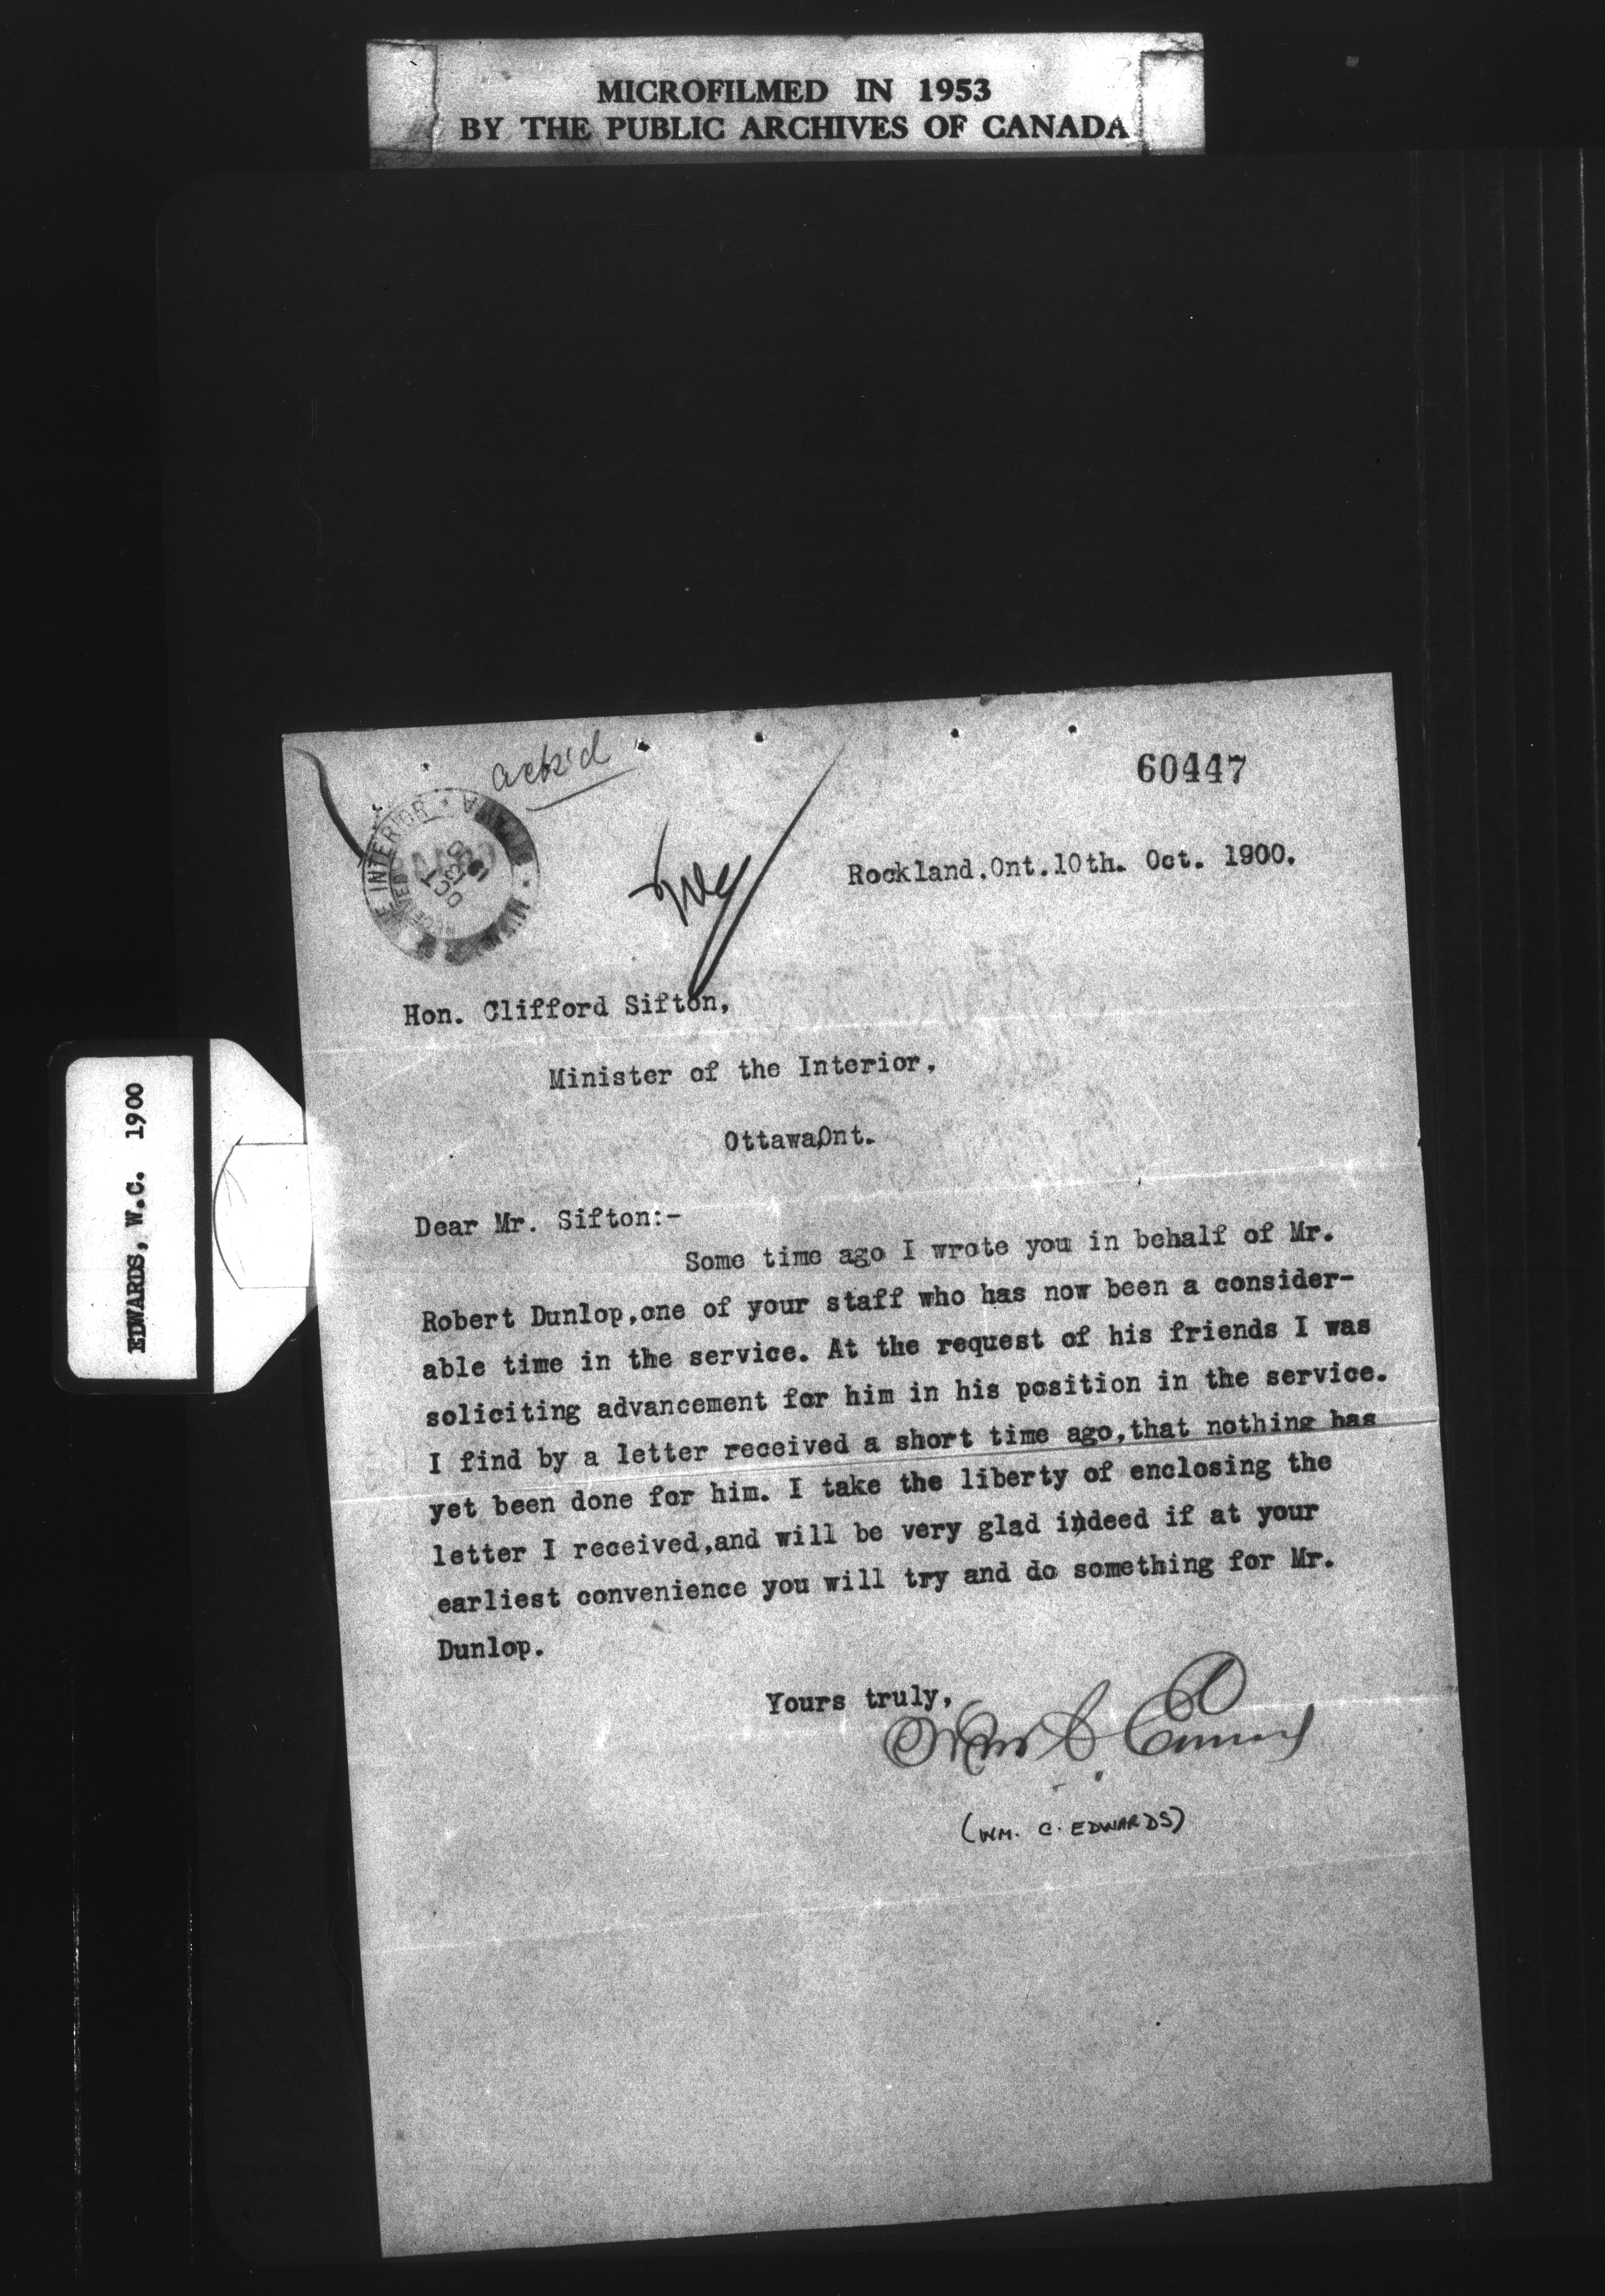 MICROFILMED IN 1953
BY THE PUBLIC ARCHIVES OF CANADA
EDWARDS, W.C. 1900
ack'd
60447
INTERIOR
OCT 13
Rockland.Ont.10th. Oct. 1900.
Hon. Clifford Sifton,
Minister of the Interior,
Ottawa,Ont.
Dear Mr. Sifton:-
Some time ago I wrote you in behalf of Mr.
Robert Dunlop,one of your staff who has now been a consider-
able time in the service. At the request of his friends I was
soliciting advancement for him in his position in the service.
I find by a letter received a short time ago,that nothing has
yet been done for him. I take the liberty of enclosing the
letter I received,and will be very glad indeed if at your
earliest convenience you will try and do something for Mr.
Dunlop.
Yours truly,
Wm C Edwards
(WM. C. EDWARDS)